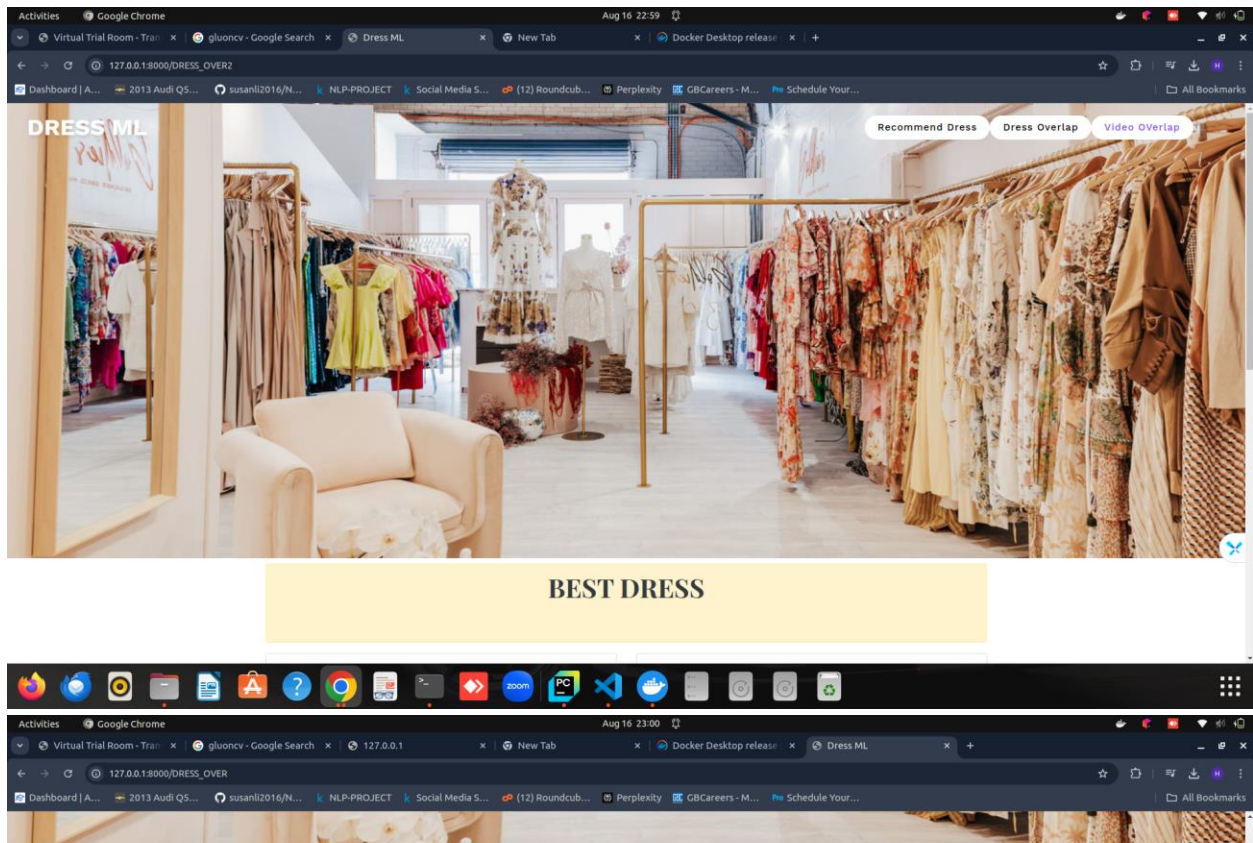 Activities Google Chrome Aug 16 22:59
Virtual Trial Room - Tran gluoncv - Google Search Dress ML New Tab Docker Desktop release
127.0.0.1:8000/DRESS_OVER2
Dashboard | A... 2013 Audi Q5... susanli2016/N... NLP-PROJECT Social Media S... (12) Roundcub... Perplexity GBCareers - M... Schedule Your... All Bookmarks
DRESS ML Recommend Dress Dress Overlap Video OVerlap
BEST DRESS
zoom PC
Activities Google Chrome Aug 16 23:00
Virtual Trial Room - Tran gluoncv - Google Search 127.0.0.1 New Tab Docker Desktop release Dress ML
127.0.0.1:8000/DRESS_OVER
Dashboard | A... 2013 Audi Q5... susanli2016/N... NLP-PROJECT Social Media S... (12) Roundcub... Perplexity GBCareers - M... Schedule Your... All Bookmarks